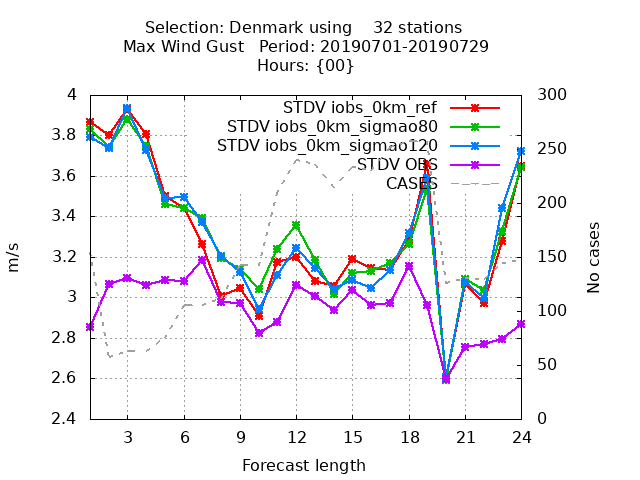 Selection: Denmark using 32 stations
Max Wind Gust Period: 20190701-20190729
Hours: {00}
4 300
3.8 250
3.6 200
3.4 150
3.2 100
3 50
2.8 0
2.6
2.4
STDV iobs_0km_ref
STDV iobs_0km_sigmao80
STDV iobs_0km_sigmao120
STDV OBS
CASES
m/s
No cases
3 6 9 12 15 18 21 24
Forecast length